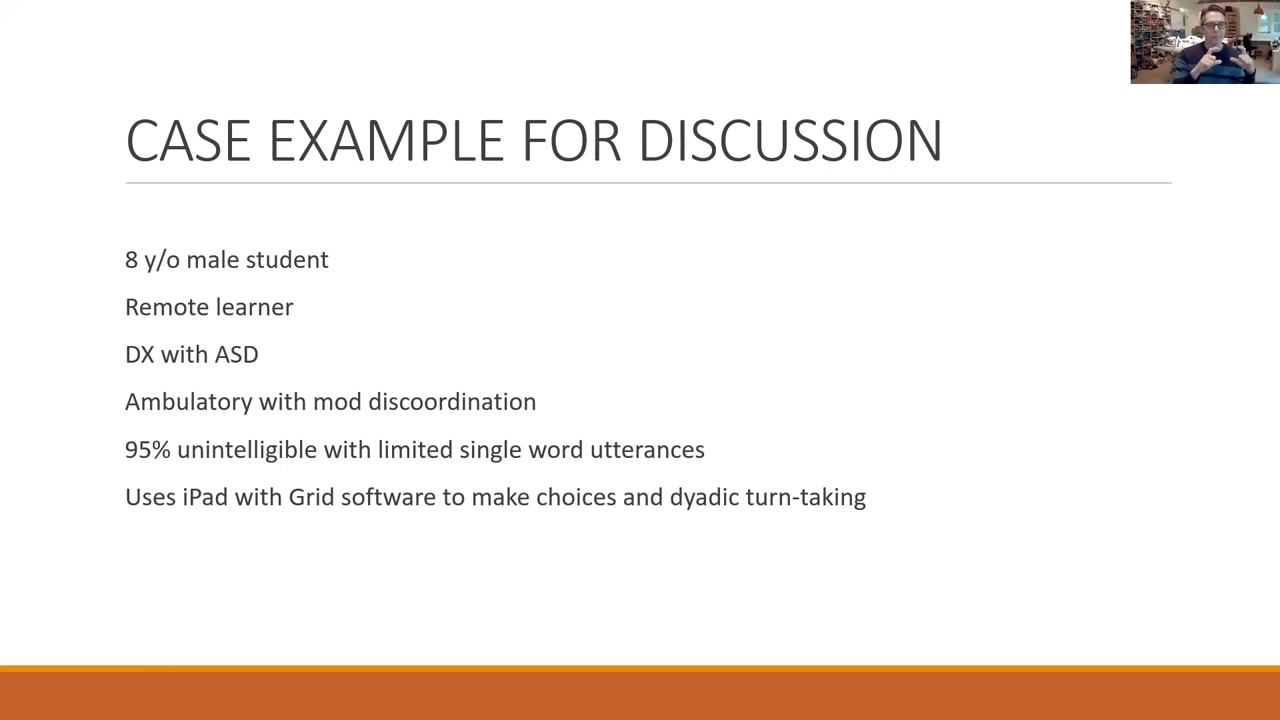 CASE EXAMPLE FOR DISCUSSION
8 y/o male student
Remote learner
DX with ASD
Ambulatory with mod discoordination
95% unintelligible with limited single word utterances
Uses iPad with Grid software to make choices and dyadic turn-taking